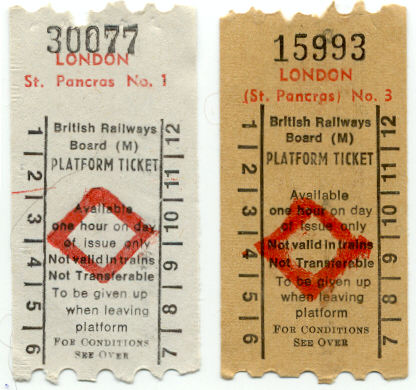 30077
LONDON
St. Pancras No. 1
British Railways
Board (M)
PLATFORM TICKET
Available
one hour on day
of issue only
Not valid in trains
Not Transferable
To be given up
when leaving
platform
FOR CONDITIONS
SEE OVER
1
2
3
4
5
6
12
11
10
9
8
7
15993
LONDON
(St. Pancras) No. 3
British Railways
Board (M)
PLATFORM TICKET
Available
one hour on day
of issue only
Not valid in trains
Not Transferable
To be given up
when leaving
platform
FOR CONDITIONS
SEE OVER
1
2
3
4
5
6
12
11
10
9
8
7